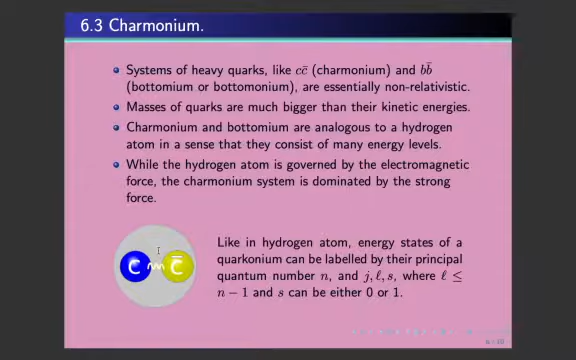 6.3 Charmonium.
Systems of heavy quarks, like cc̄ (charmonium) and bb̄
(bottomium or bottomonium), are essentially non-relativistic.
Masses of quarks are much bigger than their kinetic energies.
Charmonium and bottomium are analogous to a hydrogen
atom in a sense that they consist of many energy levels.
While the hydrogen atom is governed by the electromagnetic
force, the charmonium system is dominated by the strong
force.
C C̄
Like in hydrogen atom, energy states of a
quarkonium can be labelled by their principal
quantum number n, and j, ℓ, s, where ℓ ≤
n − 1 and s can be either 0 or 1.